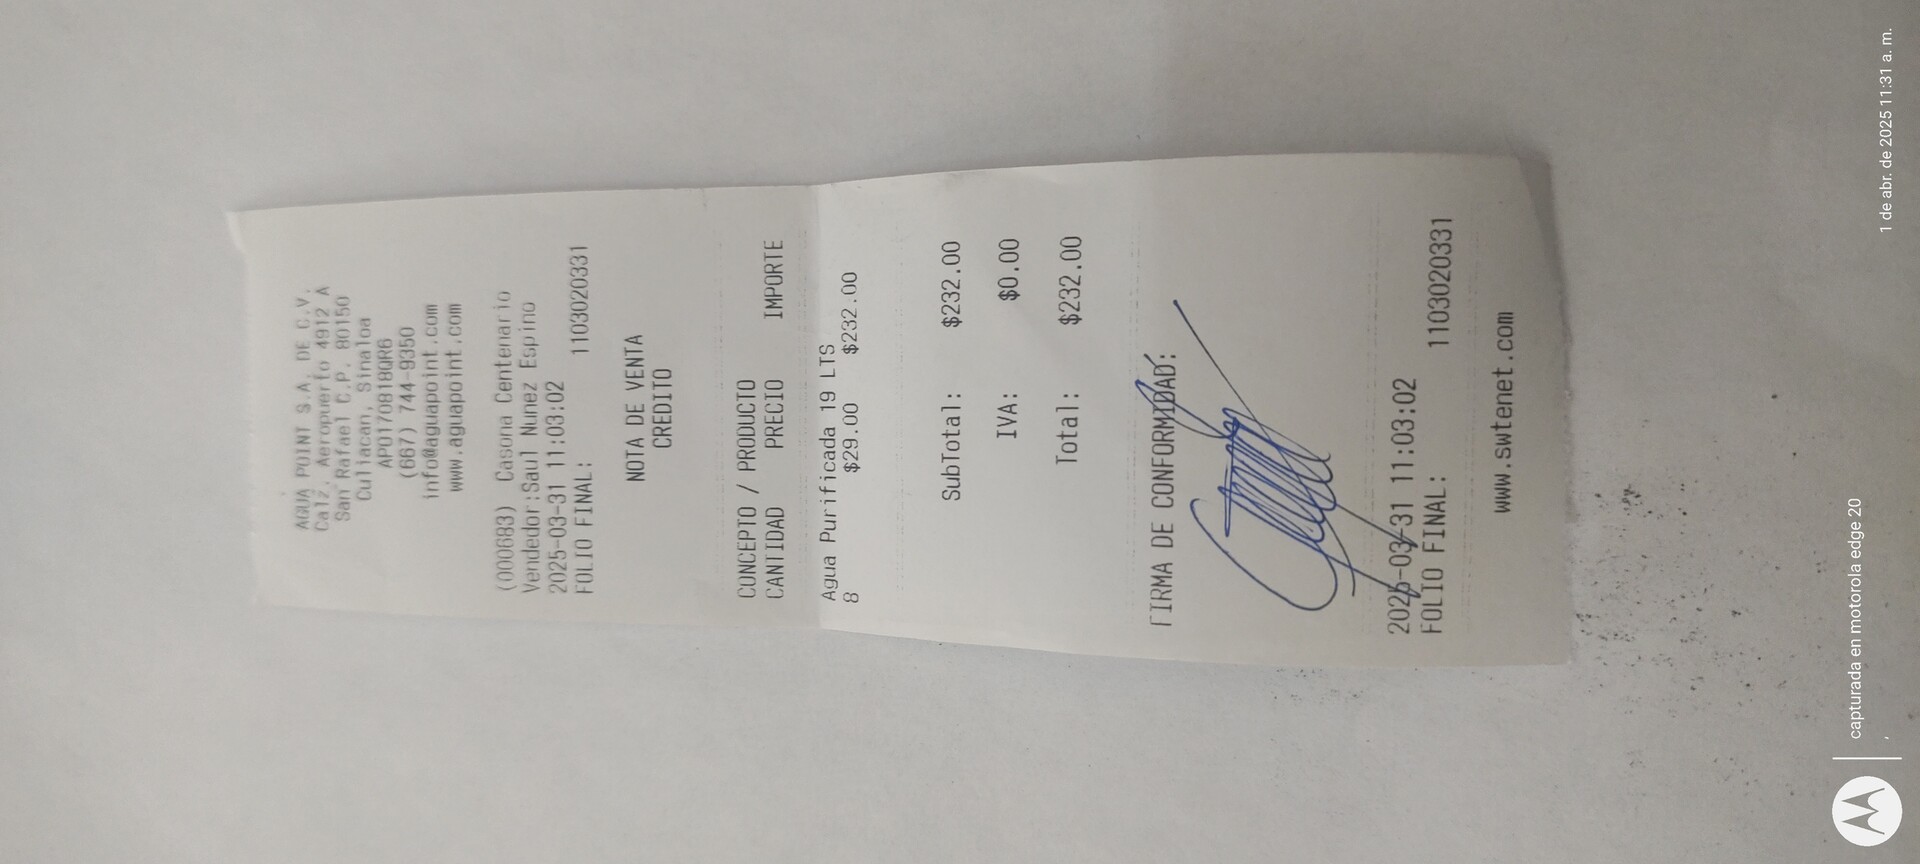 AGUA POINT S.A. DE C.V.
Calz. Aeropuerto 4912 A
San Rafael C.P. 80150
Culiacan, Sinaloa
APO170818QR6
(667) 744-9350
info@aguapoint.com
www.aguapoint.com
(000683) Casona Centenario
Vendedor:Saul Nunez Espino
2025-03-31 11:03:02
FOLIO FINAL: 1103020331
NOTA DE VENTA
CREDITO
CONCEPTO / PRODUCTO
CANTIDAD PRECIO IMPORTE
Agua Purificada 19 LTS
8 $29.00 $232.00
SubTotal: $232.00
IVA: $0.00
Total: $232.00
FIRMA DE CONFORMIDAD:
2025-03-31 11:03:02
FOLIO FINAL: 1103020331
www.swtenet.com
capturada en motorola edge 20
1 de abr. de 2025 11:31 a. m.